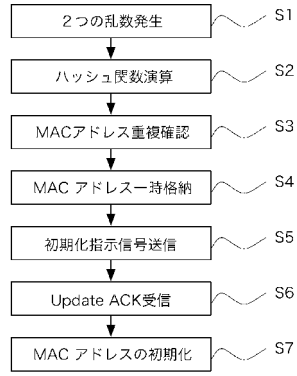 ２つの乱数発生 S1
ハッシュ関数演算 S2
MACアドレス重複確認 S3
MAC アドレス一時格納 S4
初期化指示信号送信 S5
Update ACK受信 S6
MAC アドレスの初期化 S7